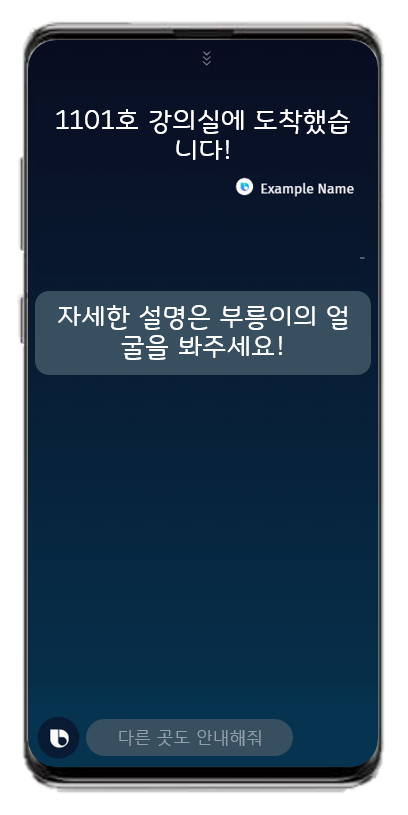 1101호 강의실에 도착했습
니다!
Example Name
자세한 설명은 부릉이의 얼
굴을 봐주세요!
다른 곳도 안내해줘